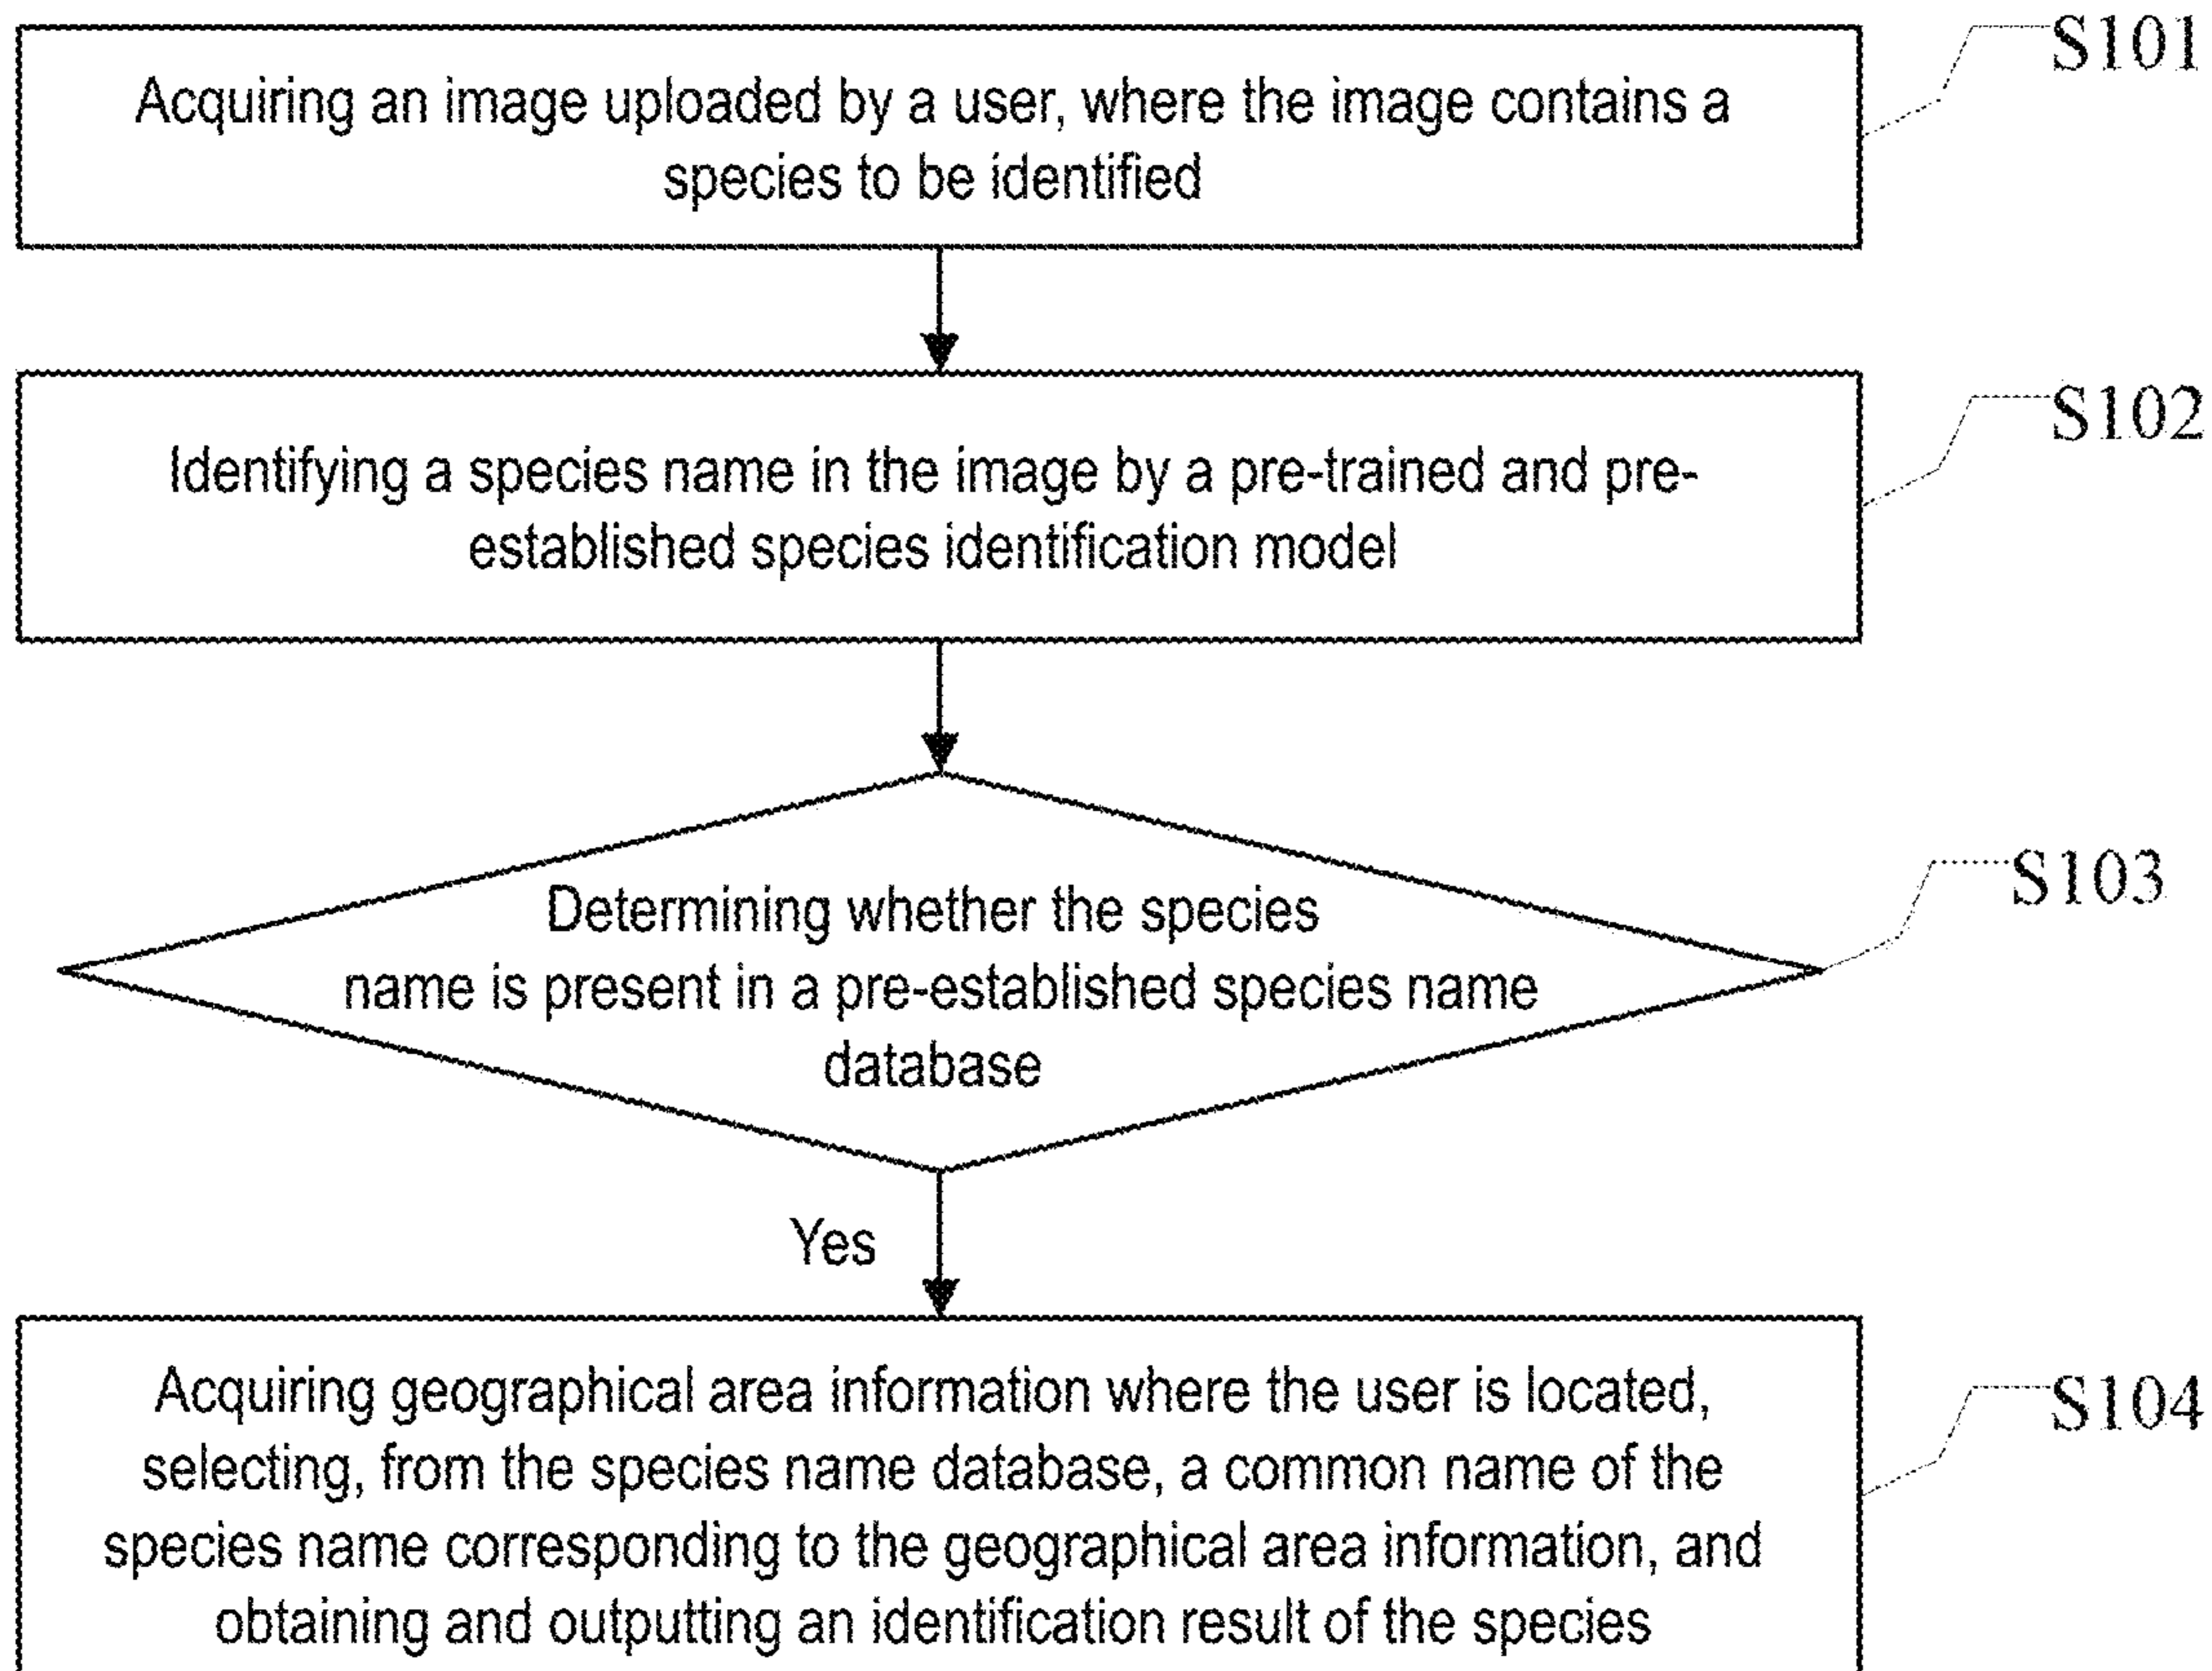 S101
Acquiring an image uploaded by a user, where the image contains a
species to be identified
S102
Identifying a species name in the image by a pre-trained and pre-
established species identification model
S103
Determining whether the species
name is present in a pre-established species name
database
Yes
S104
Acquiring geographical area information where the user is located,
selecting, from the species name database, a common name of the
species name corresponding to the geographical area information, and
obtaining and outputting an identification result of the species